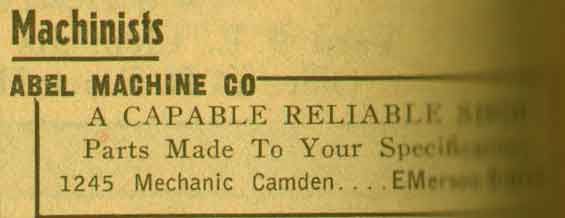 Machinists
ABEL MACHINE CO
A CAPABLE RELIABLE
Parts Made To Your
1245 Mechanic Camden....EMerson